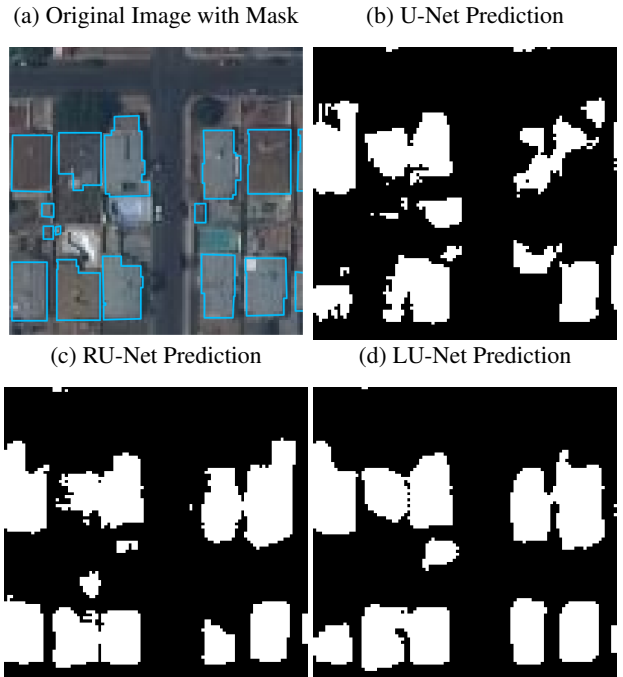 (a) Original Image with Mask
(b) U-Net Prediction
(c) RU-Net Prediction
(d) LU-Net Prediction